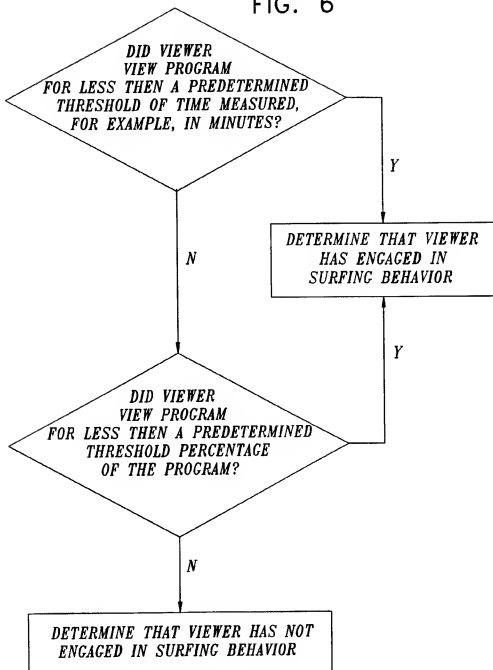 FIG. 6
DID VIEWER
VIEW PROGRAM
FOR LESS THEN A PREDETERMINED
THRESHOLD OF TIME MEASURED,
FOR EXAMPLE, IN MINUTES?
Y
N
DETERMINE THAT VIEWER
HAS ENGAGED IN
SURFING BEHAVIOR
Y
DID VIEWER
VIEW PROGRAM
FOR LESS THEN A PREDETERMINED
THRESHOLD PERCENTAGE
OF THE PROGRAM?
N
DETERMINE THAT VIEWER HAS NOT
ENGAGED IN SURFING BEHAVIOR